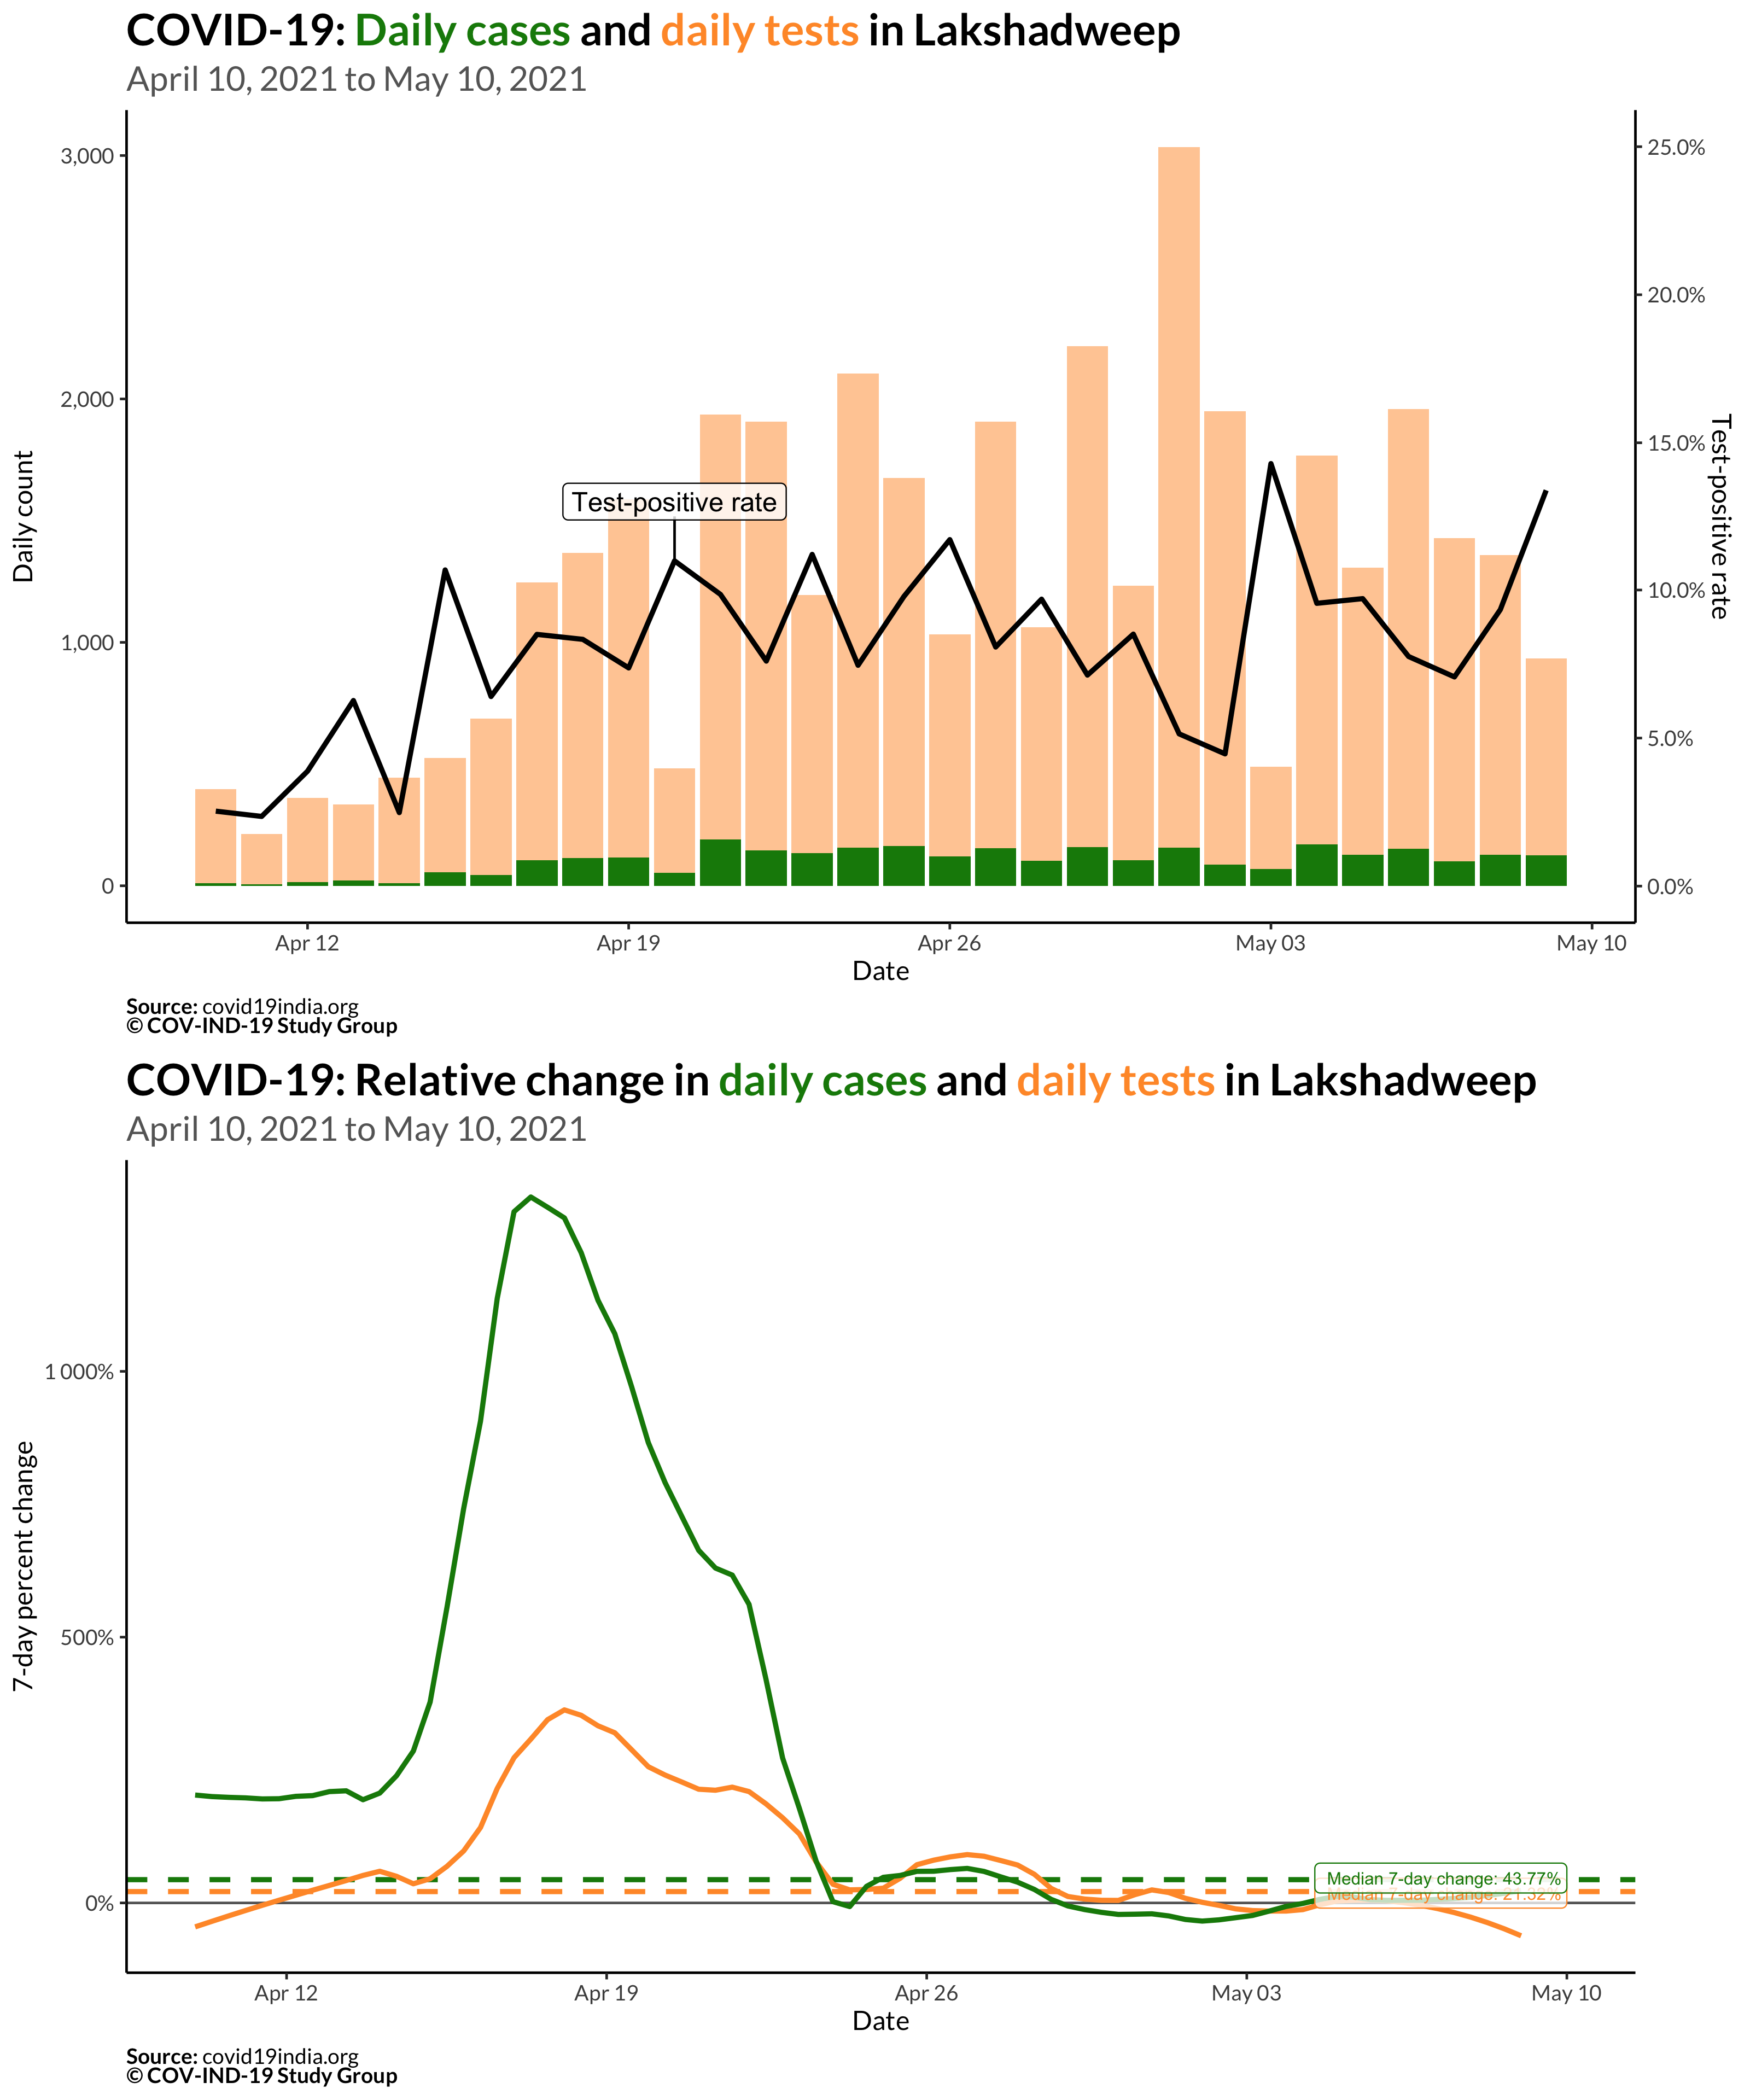 COVID-19: Daily cases and daily tests in Lakshadweep
April 10, 2021 to May 10, 2021
Daily count
3,000
2,000
1,000
0
Test-positive rate
25.0%
20.0%
15.0%
10.0%
5.0%
0.0%
Test-positive rate
Apr 12
Apr 19
Apr 26
May 03
May 10
Date
Source: covid19india.org
© COV-IND-19 Study Group
COVID-19: Relative change in daily cases and daily tests in Lakshadweep
April 10, 2021 to May 10, 2021
7-day percent change
1 000%
500%
0%
Median 7-day change: 43.77%
Median 7-day change: 21.32%
Apr 12
Apr 19
Apr 26
May 03
May 10
Date
Source: covid19india.org
© COV-IND-19 Study Group